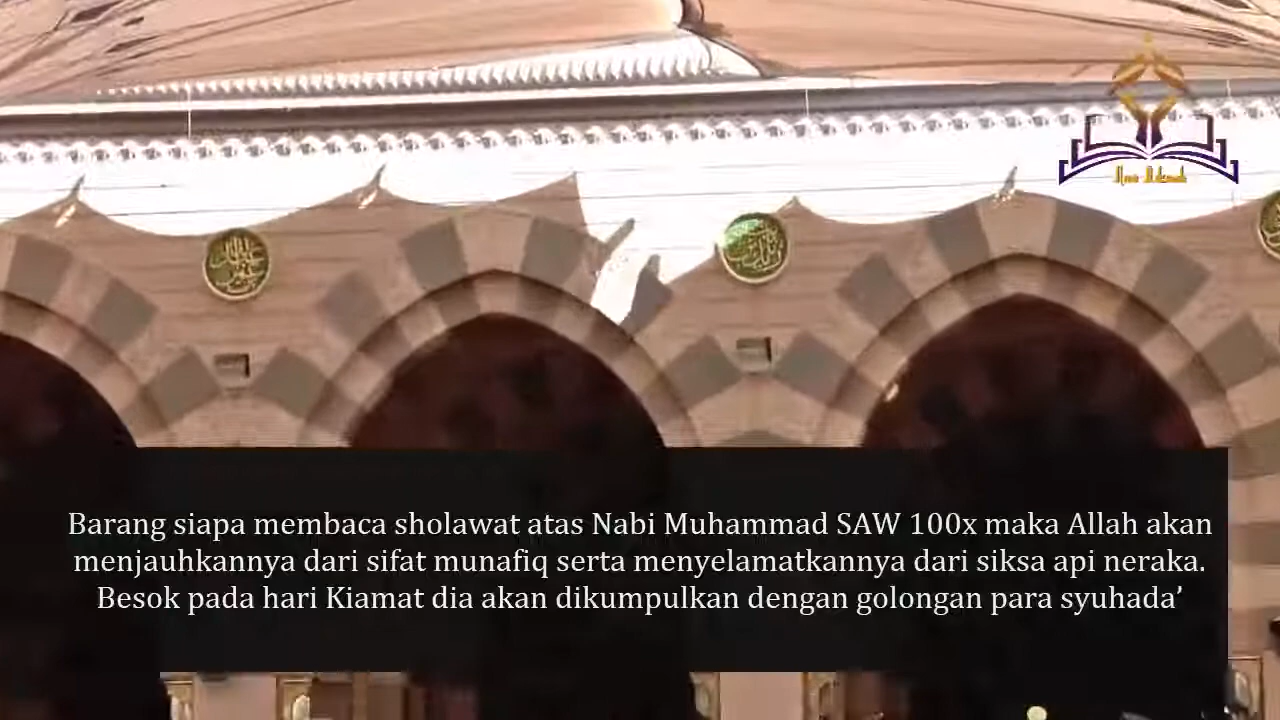 Barang siapa membaca sholawat atas Nabi Muhammad SAW 100x maka Allah akan
menjauhkannya dari sifat munafiq serta menyelamatkannya dari siksa api neraka.
Besok pada hari Kiamat dia akan dikumpulkan dengan golongan para syuhada’